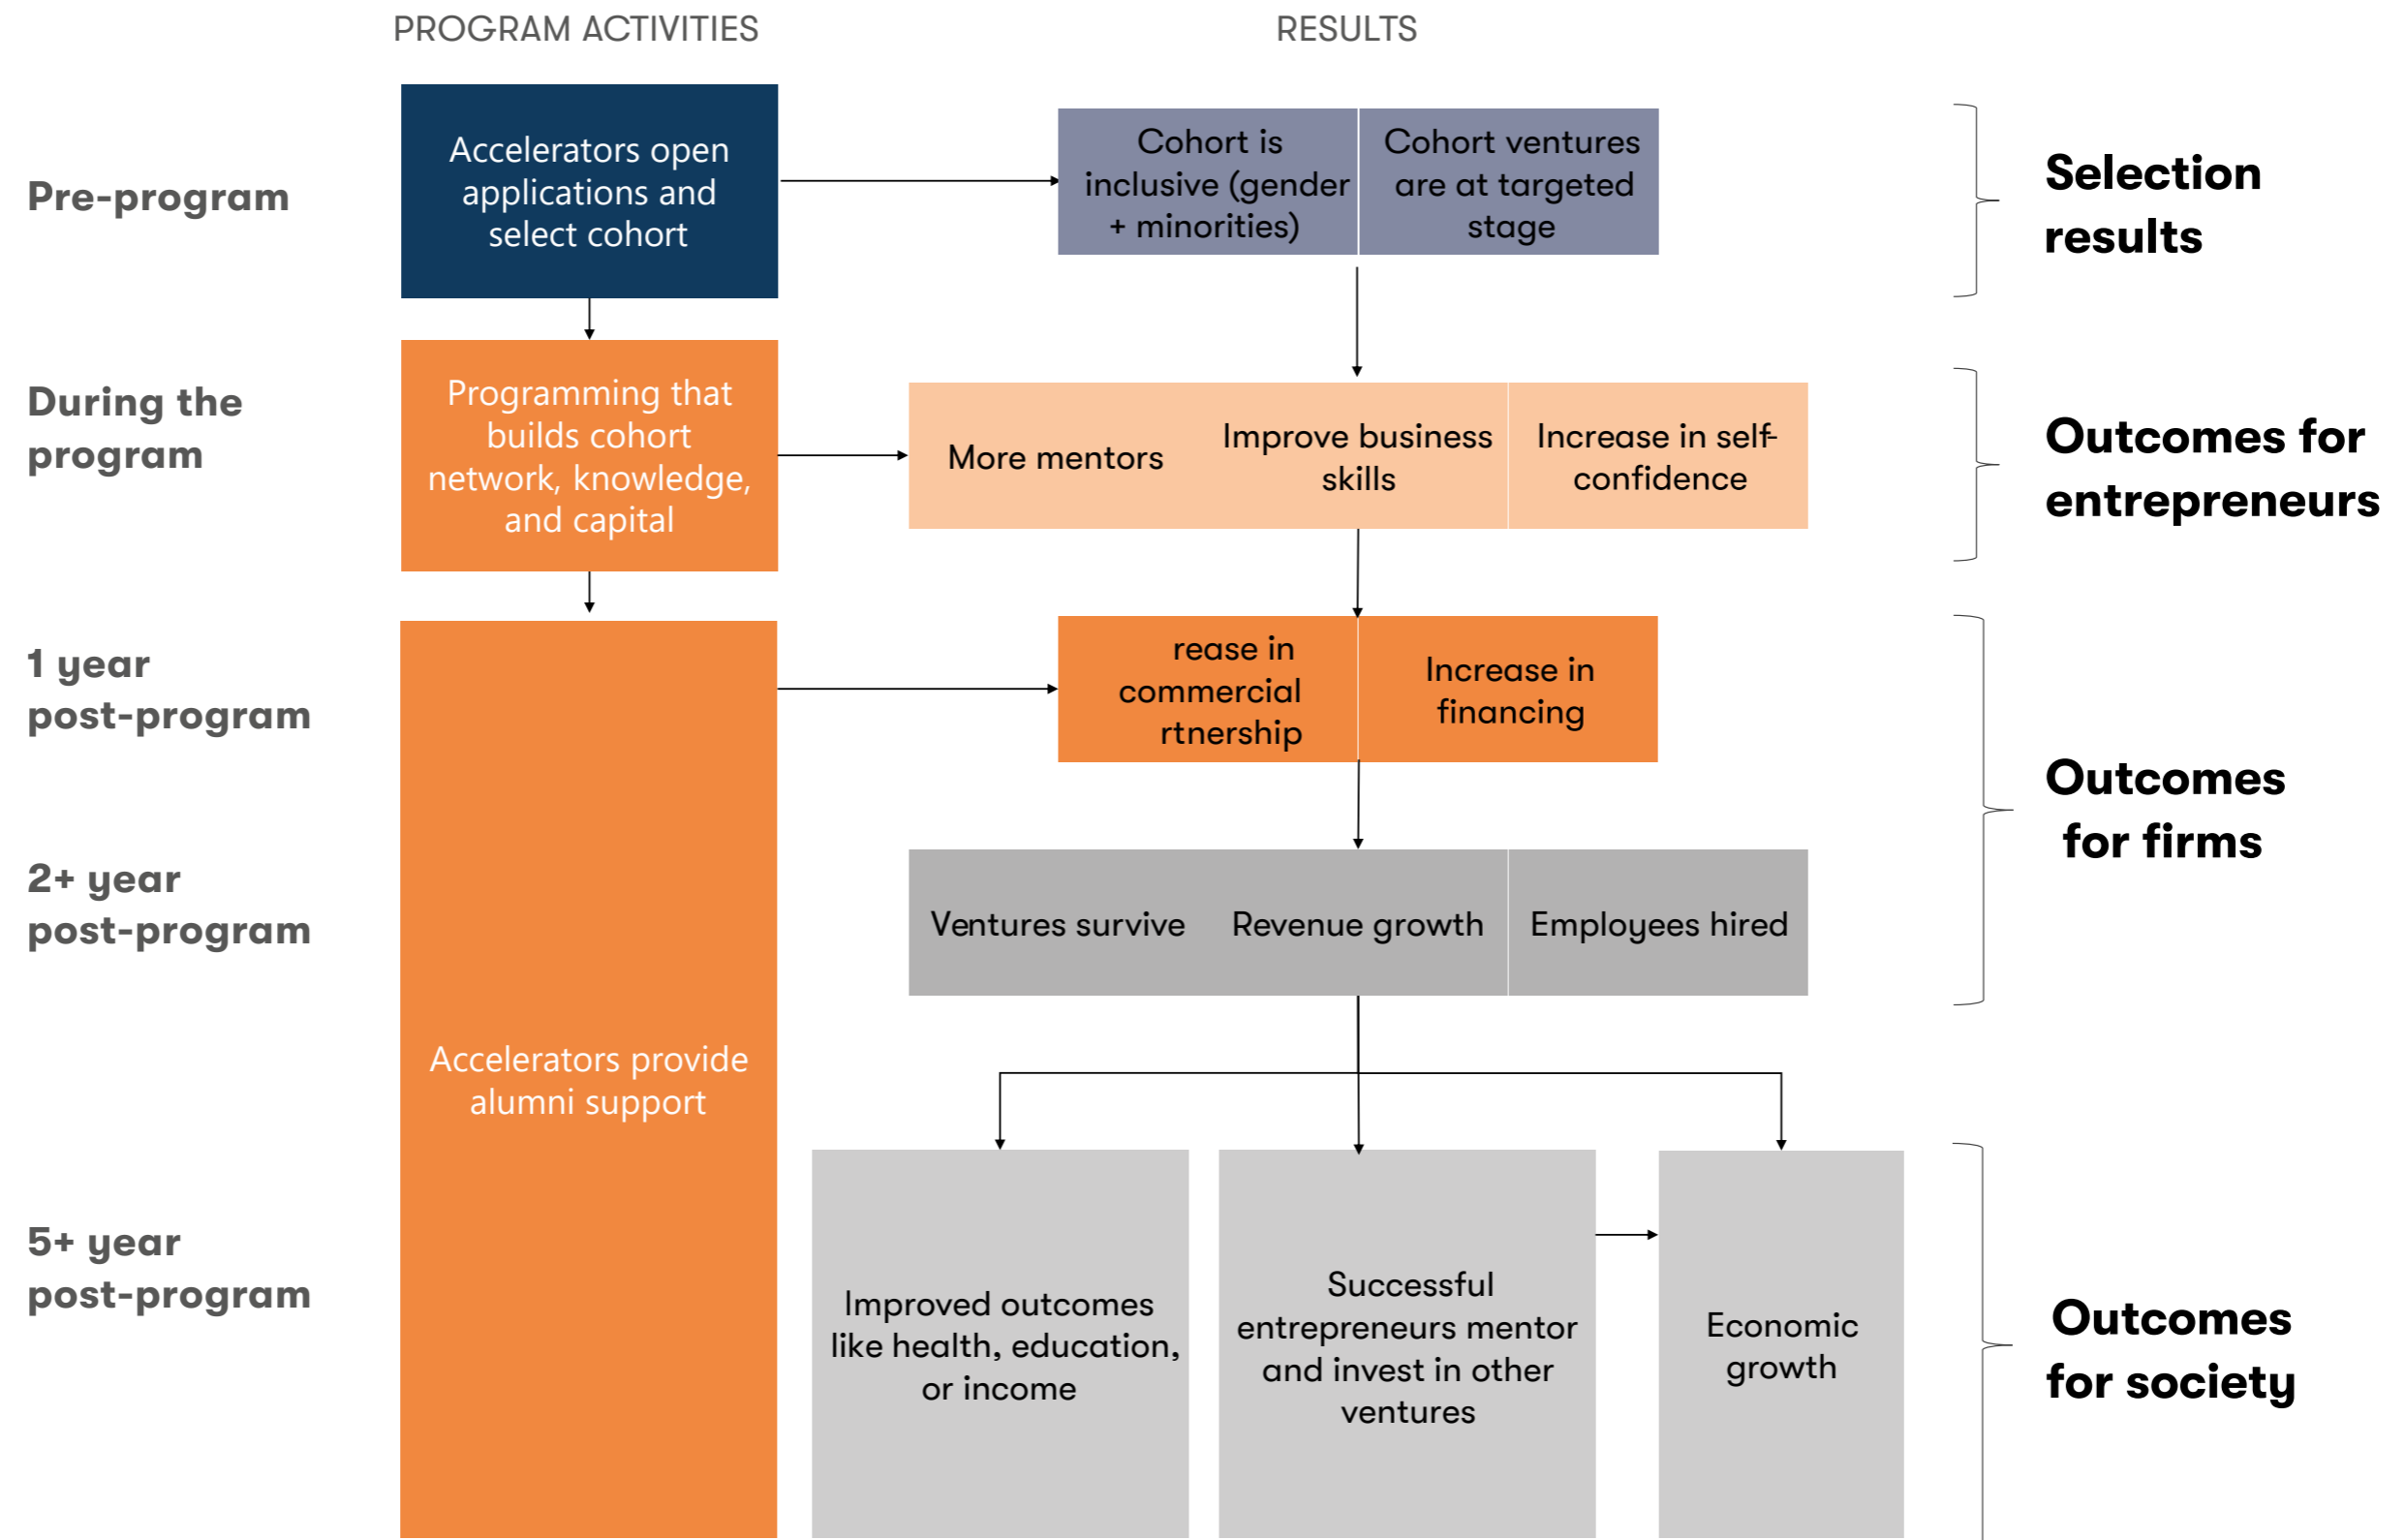 PROGRAM ACTIVITIES
RESULTS
Pre-program
Accelerators open
applications and
select cohort
Cohort is
inclusive (gender
+ minorities)
Cohort ventures
are at targeted
stage
Selection
results
During the
program
Programming that
builds cohort
network, knowledge,
and capital
More mentors
Improve business
skills
Increase in self-
confidence
Outcomes for
entrepreneurs
1 year
post-program
rease in
commercial
rtnership
Increase in
financing
Outcomes
for firms
2+ year
post-program
Ventures survive
Revenue growth
Employees hired
Accelerators provide
alumni support
5+ year
post-program
Improved outcomes
like health, education,
or income
Successful
entrepreneurs mentor
and invest in other
ventures
Economic
growth
Outcomes
for society